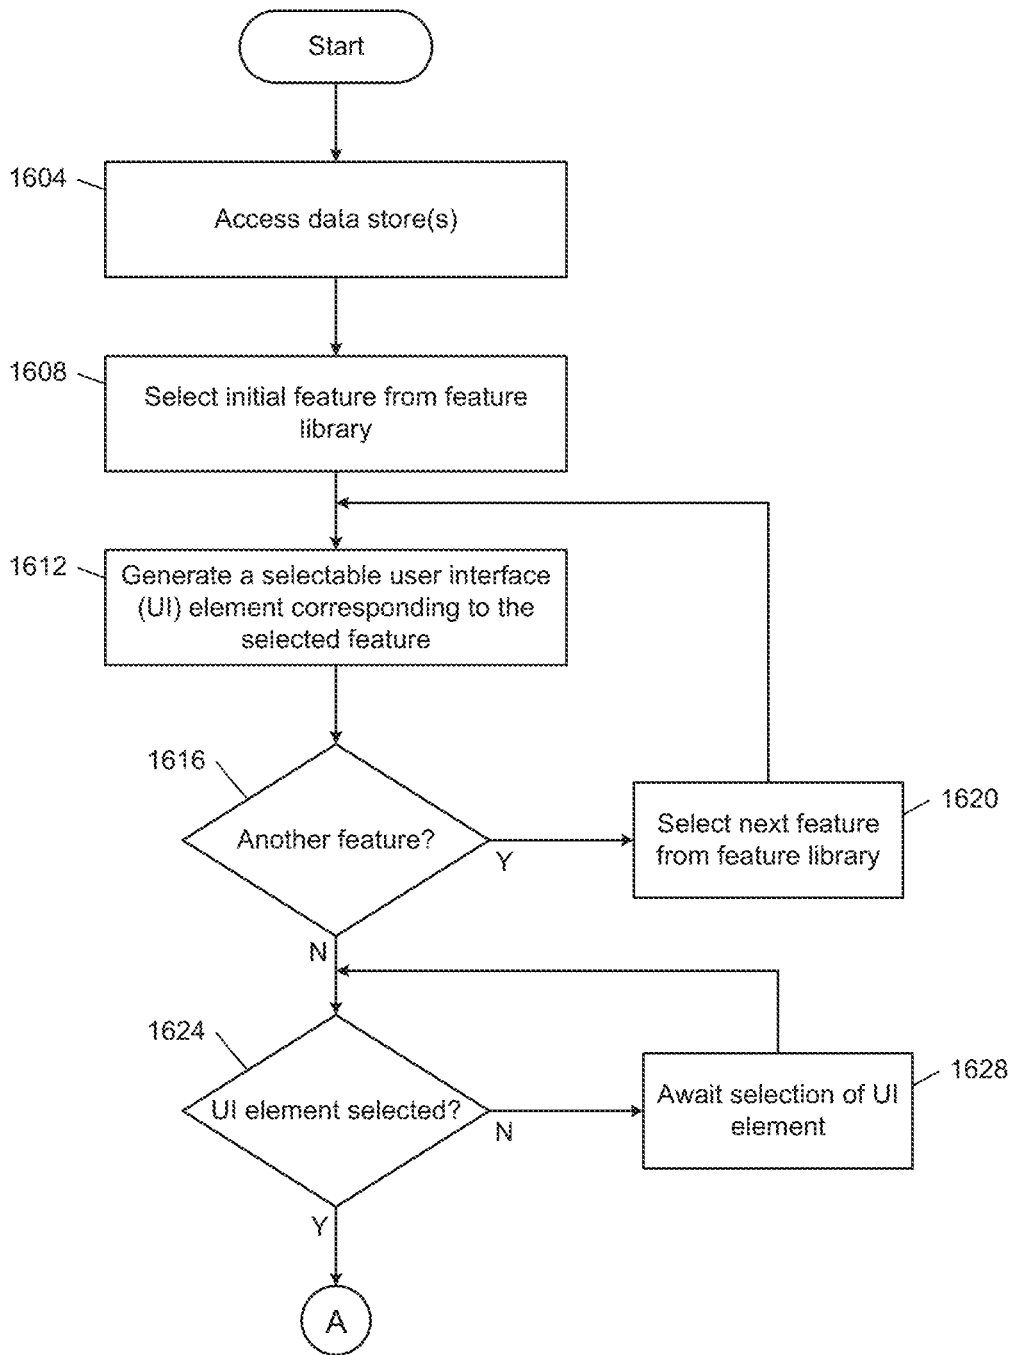 Start
1604
Access data store(s)
1608
Select initial feature from feature
library
1612
Generate a selectable user interface
(UI) element corresponding to the
selected feature
1616
Another feature?
Y
1620
Select next feature
from feature library
N
1624
UI element selected?
N
1628
Await selection of UI
element
Y
A